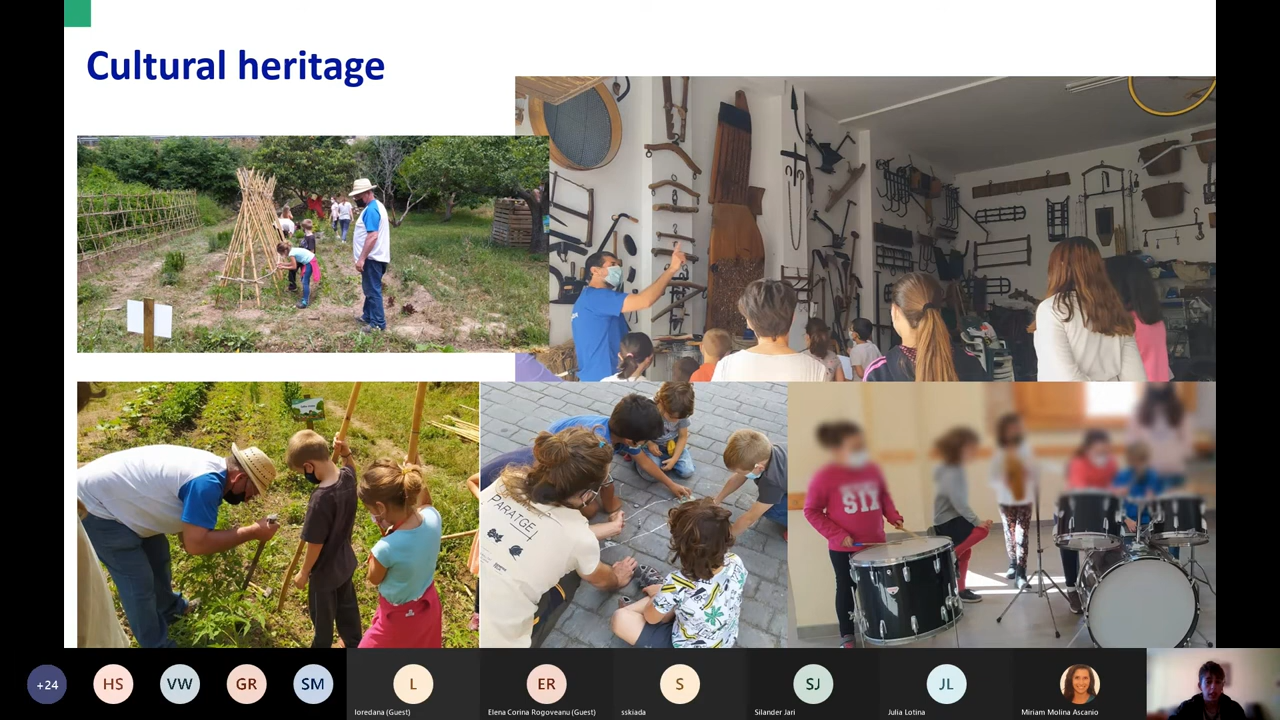 Cultural heritage
PARATGE!
SIX
+24
HS
VW
GR
SM
L
ER
S
SJ
JL
loredana (Guest)
Elena Corina Rogoveanu (Guest)
sskiada
Silander Jari
Julia Lotina
Miriam Molina Ascanio